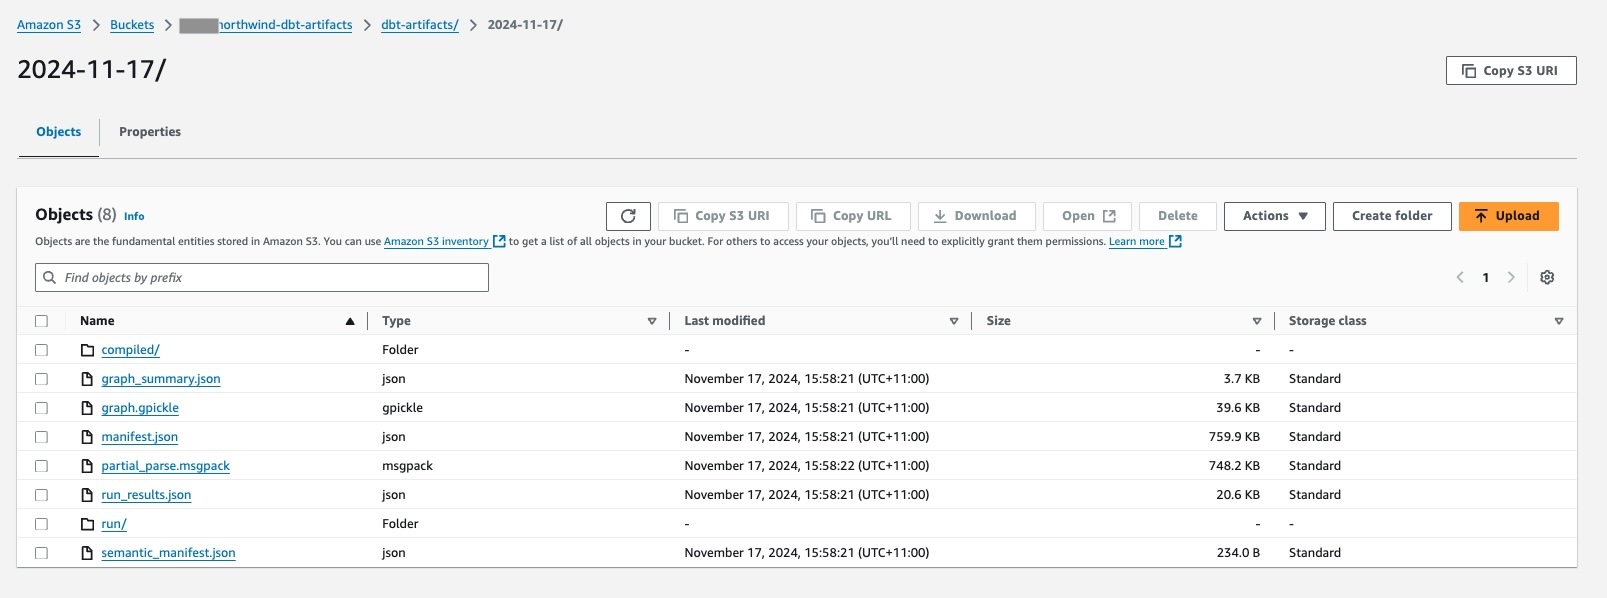 Amazon S3 > Buckets > northwind-dbt-artifacts > dbt-artifacts/ > 2024-11-17/
2024-11-17/
Copy S3 URI
Objects Properties
Objects (8) Info
Copy S3 URI Copy URL Download Open Delete Actions Create folder Upload
Objects are the fundamental entities stored in Amazon S3. You can use Amazon S3 inventory to get a list of all objects in your bucket. For others to access your objects, you'll need to explicitly grant them permissions. Learn more
Find objects by prefix
1
Name Type Last modified Size Storage class
compiled/ Folder - - -
graph_summary.json json November 17, 2024, 15:58:21 (UTC+11:00) 3.7 KB Standard
graph.gpickle gpickle November 17, 2024, 15:58:21 (UTC+11:00) 39.6 KB Standard
manifest.json json November 17, 2024, 15:58:21 (UTC+11:00) 759.9 KB Standard
partial_parse.msgpack msgpack November 17, 2024, 15:58:22 (UTC+11:00) 748.2 KB Standard
run_results.json json November 17, 2024, 15:58:21 (UTC+11:00) 20.6 KB Standard
run/ Folder - - -
semantic_manifest.json json November 17, 2024, 15:58:21 (UTC+11:00) 234.0 B Standard